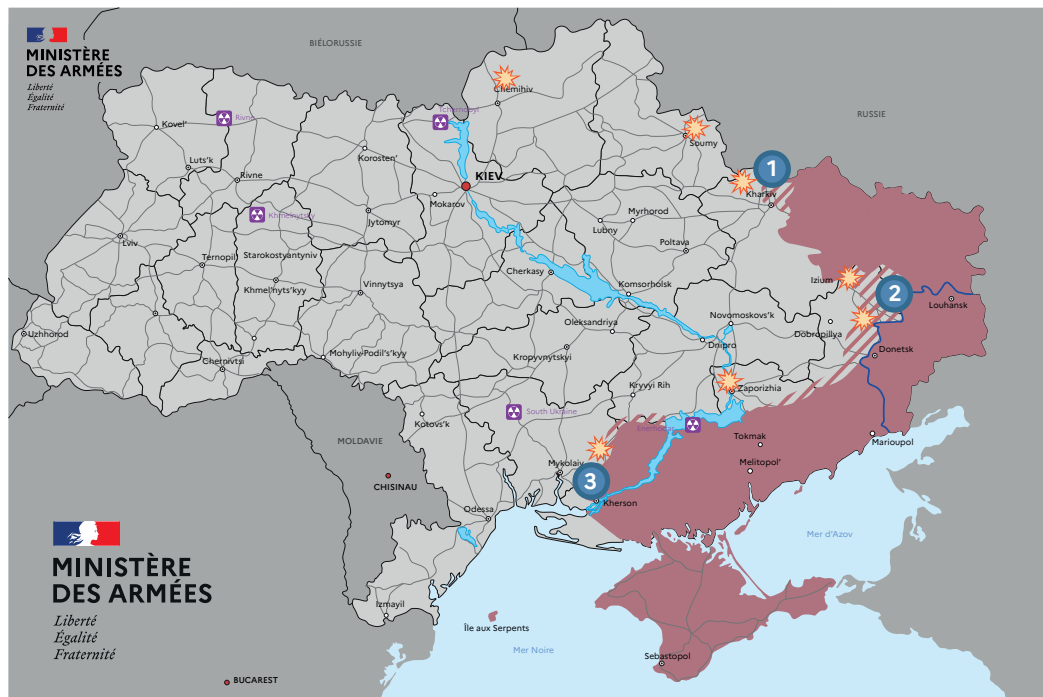 MINISTÈRE
DES ARMÉES
Liberté
Égalité
Fraternité
BIÉLORUSSIE
RUSSIE
Chernihiv
Tchernobyl
Rivne
Kovel'
Soumy
Korosten'
Luts'k
1
Rivne
KIEV
Kharkiv
Mokarov
Khmelnytsky
Myrhorod
Jytomyr
Lubny
Lviv
Poltava
Ternopil
Starokostyantyniv
Cherkasy
Izium
Vinnytsya
Khmel'nyts'kyy
Komsorholsk
2
Louhansk
Novomoskovs'k
Oleksandriya
Uzhhorod
Dobropillya
Dnipro
Donetsk
Mohyliv-Podil's'kyy
Chernivtsi
Kropyvnytskyi
Kryvyi Rih
Zaporizhia
South Ukraine
Kotovs'k
Enerhodar
Tokmak
MOLDAVIE
Marioupol
Mykolaiv
Melitopol'
3
CHISINAU
Kherson
Odessa
MINISTÈRE
DES ARMÉES
Liberté
Égalité
Fraternité
Mer d'Azov
Izmayil
Île aux Serpents
Mer Noire
Sebastopol
BUCAREST